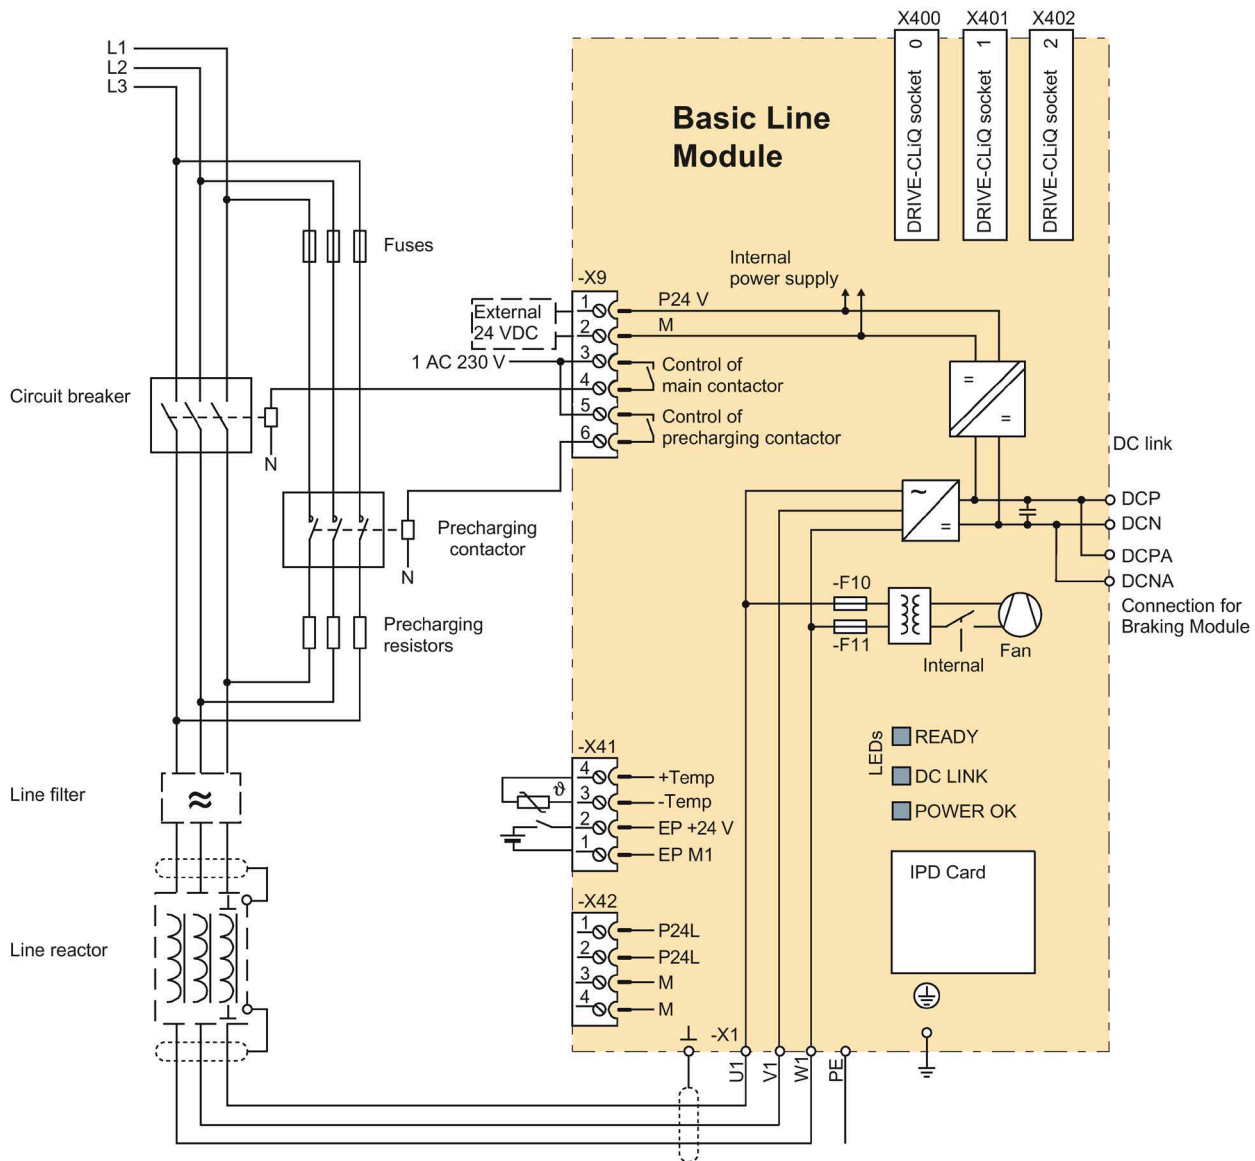 X400 X401 X402
L1
L2
L3
DRIVE-CLiQ socket 0
DRIVE-CLiQ socket 1
DRIVE-CLiQ socket 2
Basic Line
Module
Fuses
Internal
power supply
-X9
External
24 VDC
1 P24 V
2 M
1 AC 230 V
3
4
Control of
main contactor
5
6
Control of
precharging contactor
=
=
Circuit breaker
N
DC link
~
=
DCP
DCN
DCPA
DCNA
Connection for
Braking Module
Precharging
contactor
N
-F10
-F11
Internal
Fan
Precharging
resistors
LEDs
READY
DC LINK
POWER OK
-X41
4 +Temp
3 -Temp
2 EP +24 V
1 EP M1
ϑ
Line filter
≈
IPD Card
-X42
1 P24L
2 P24L
3 M
4 M
Line reactor
-X1
U1
V1
W1
PE